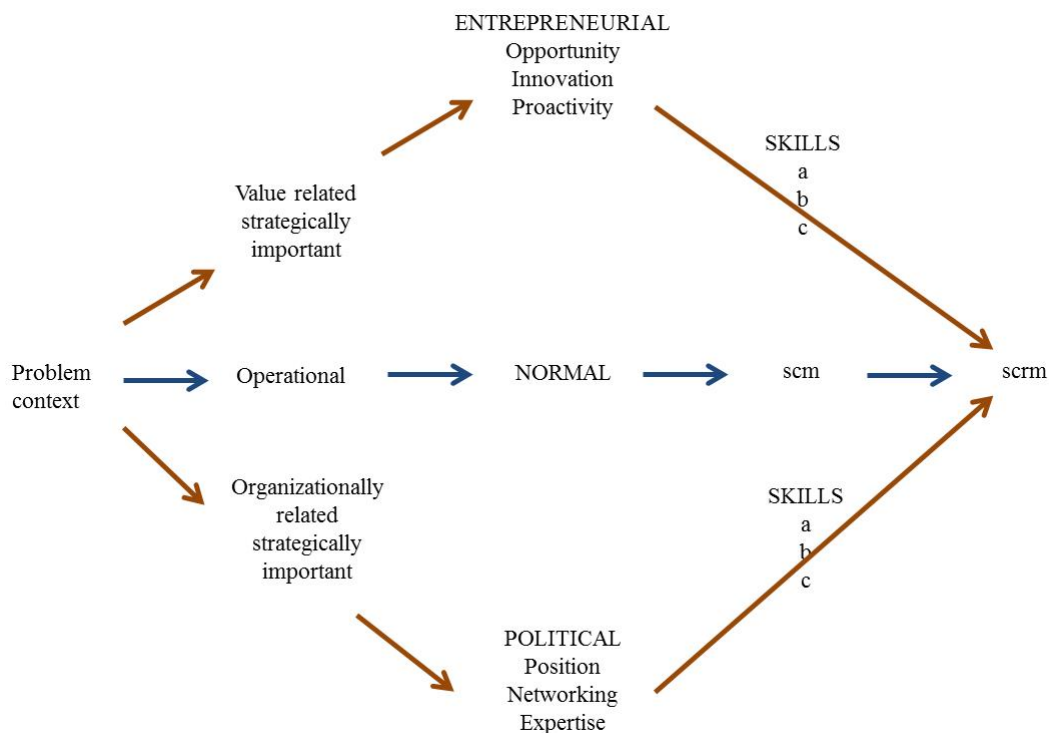 ENTREPRENEURIAL
Opportunity
Innovation
Proactivity
SKILLS
a
b
c
Value related
strategically
important
Problem
context
Operational
NORMAL
scm
scrm
Organizationally
related
strategically
important
SKILLS
a
b
c
POLITICAL
Position
Networking
Expertise